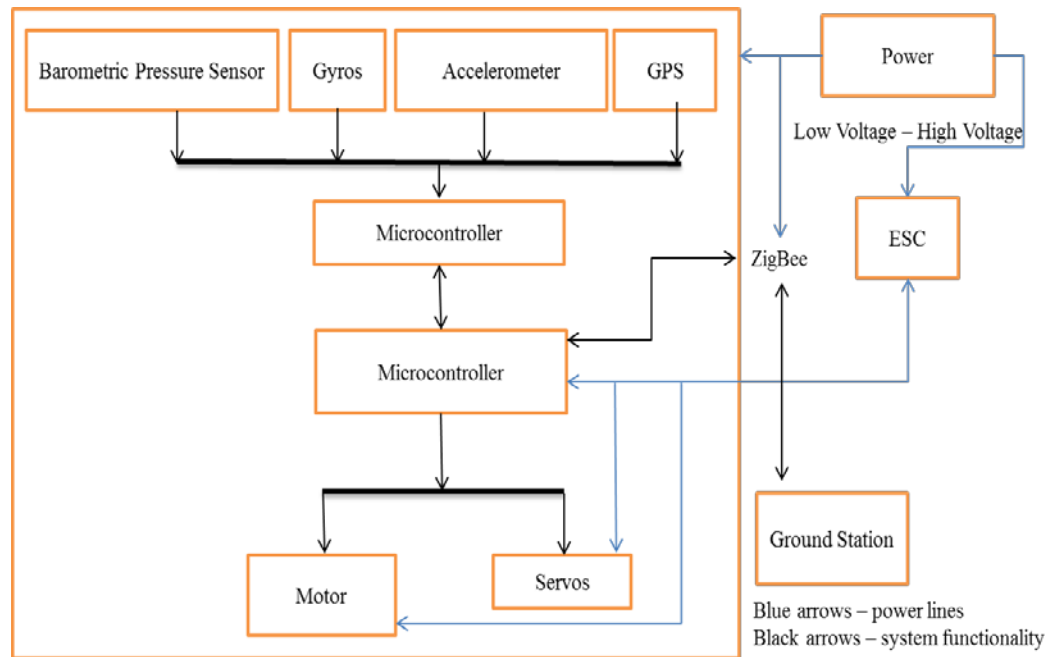 Barometric Pressure Sensor
Gyros
Accelerometer
GPS
Power
Low Voltage – High Voltage
Microcontroller
ESC
ZigBee
Microcontroller
Ground Station
Motor
Servos
Blue arrows – power lines
Black arrows – system functionality